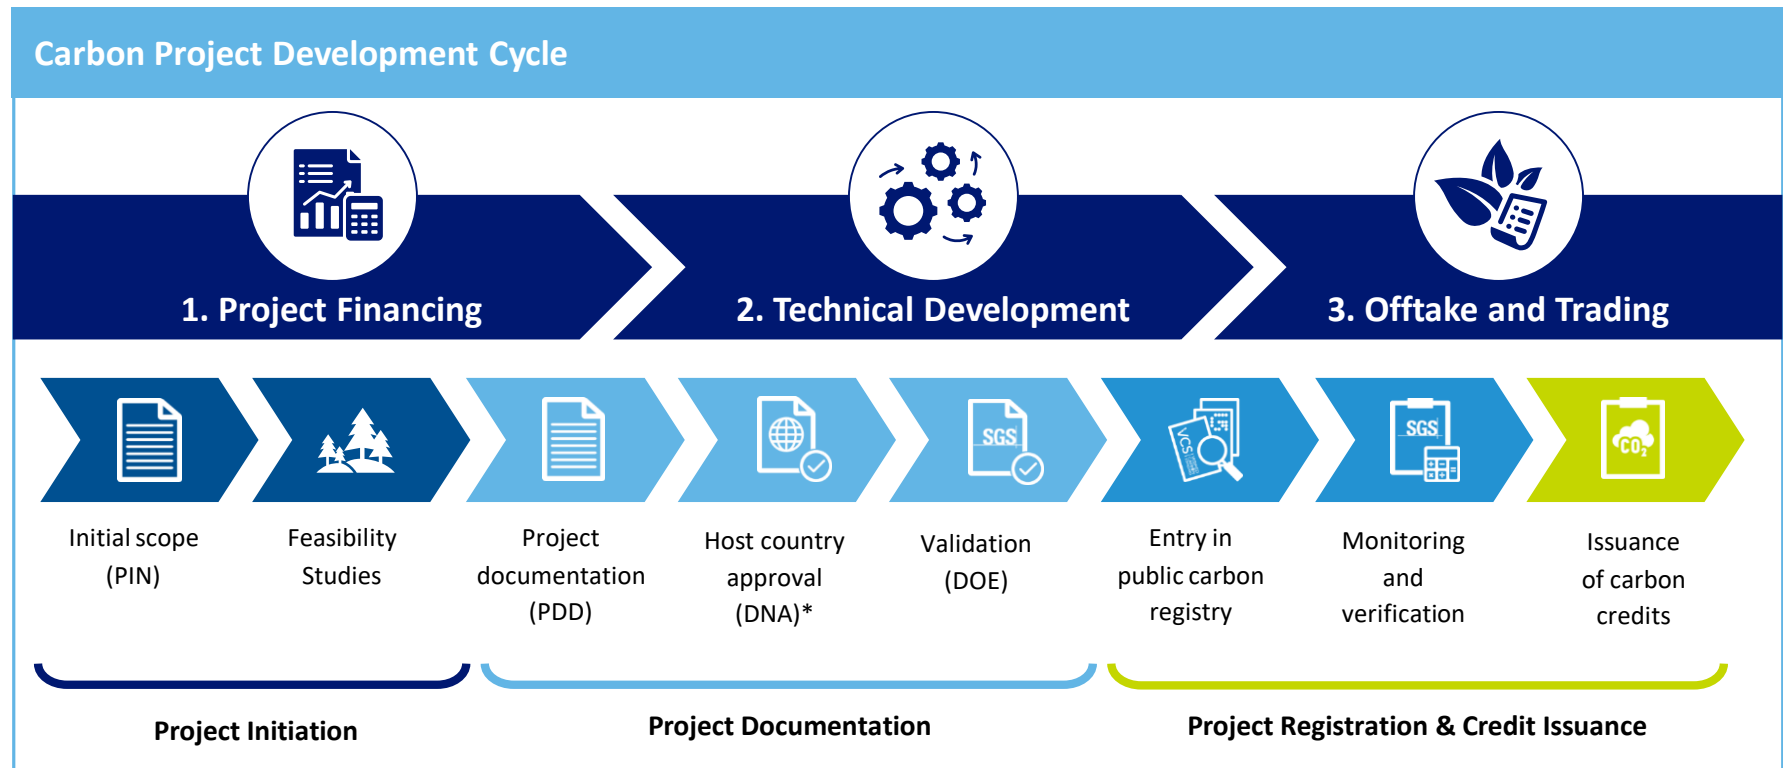 Carbon Project Development Cycle
1. Project Financing
2. Technical Development
3. Offtake and Trading
SGS
VCS
SGS
CO2
Initial scope
(PIN)
Feasibility
Studies
Project
documentation
(PDD)
Host country
approval
(DNA)*
Validation
(DOE)
Entry in
public carbon
registry
Monitoring
and
verification
Issuance
of carbon
credits
Project Initiation
Project Documentation
Project Registration & Credit Issuance